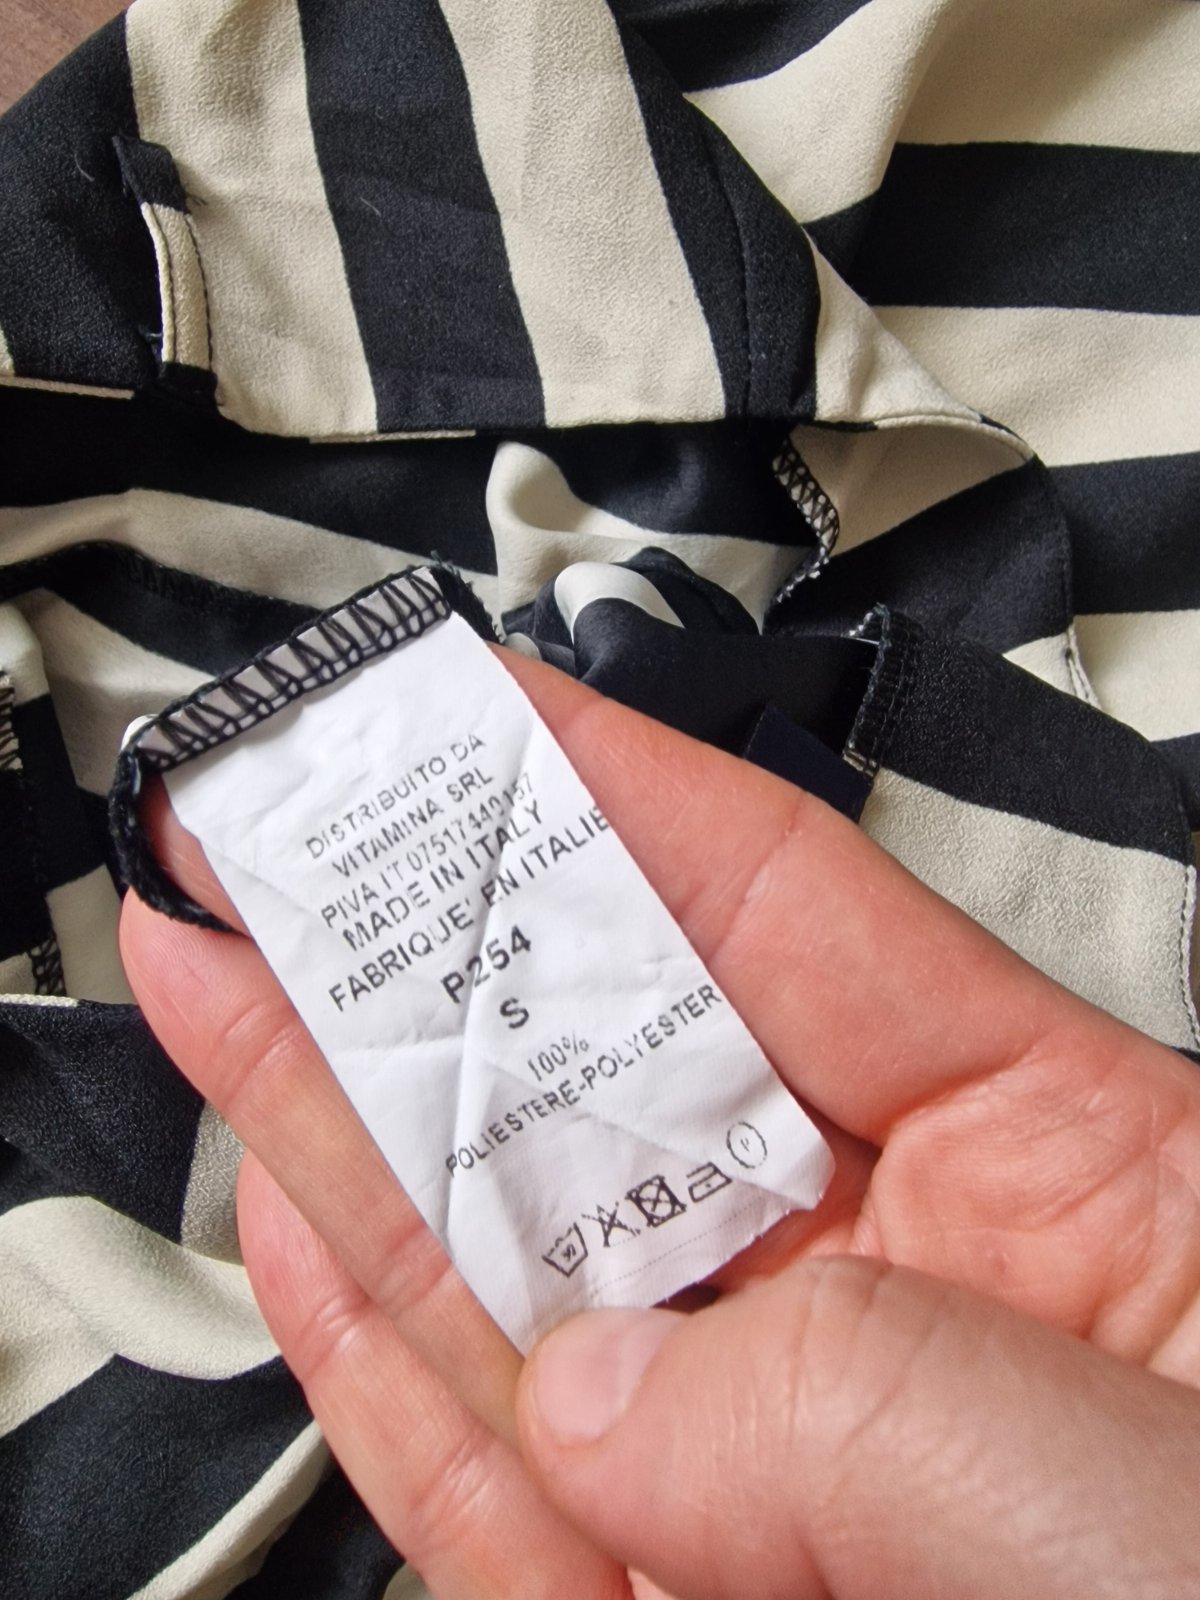 DISTRIBUITO DA
VITAMINA SRL
PIVA IT 07517440157
MADE IN ITALY
FABRIQUE' EN ITALIE
P254
S
100%
POLIESTERE-POLYESTER
P